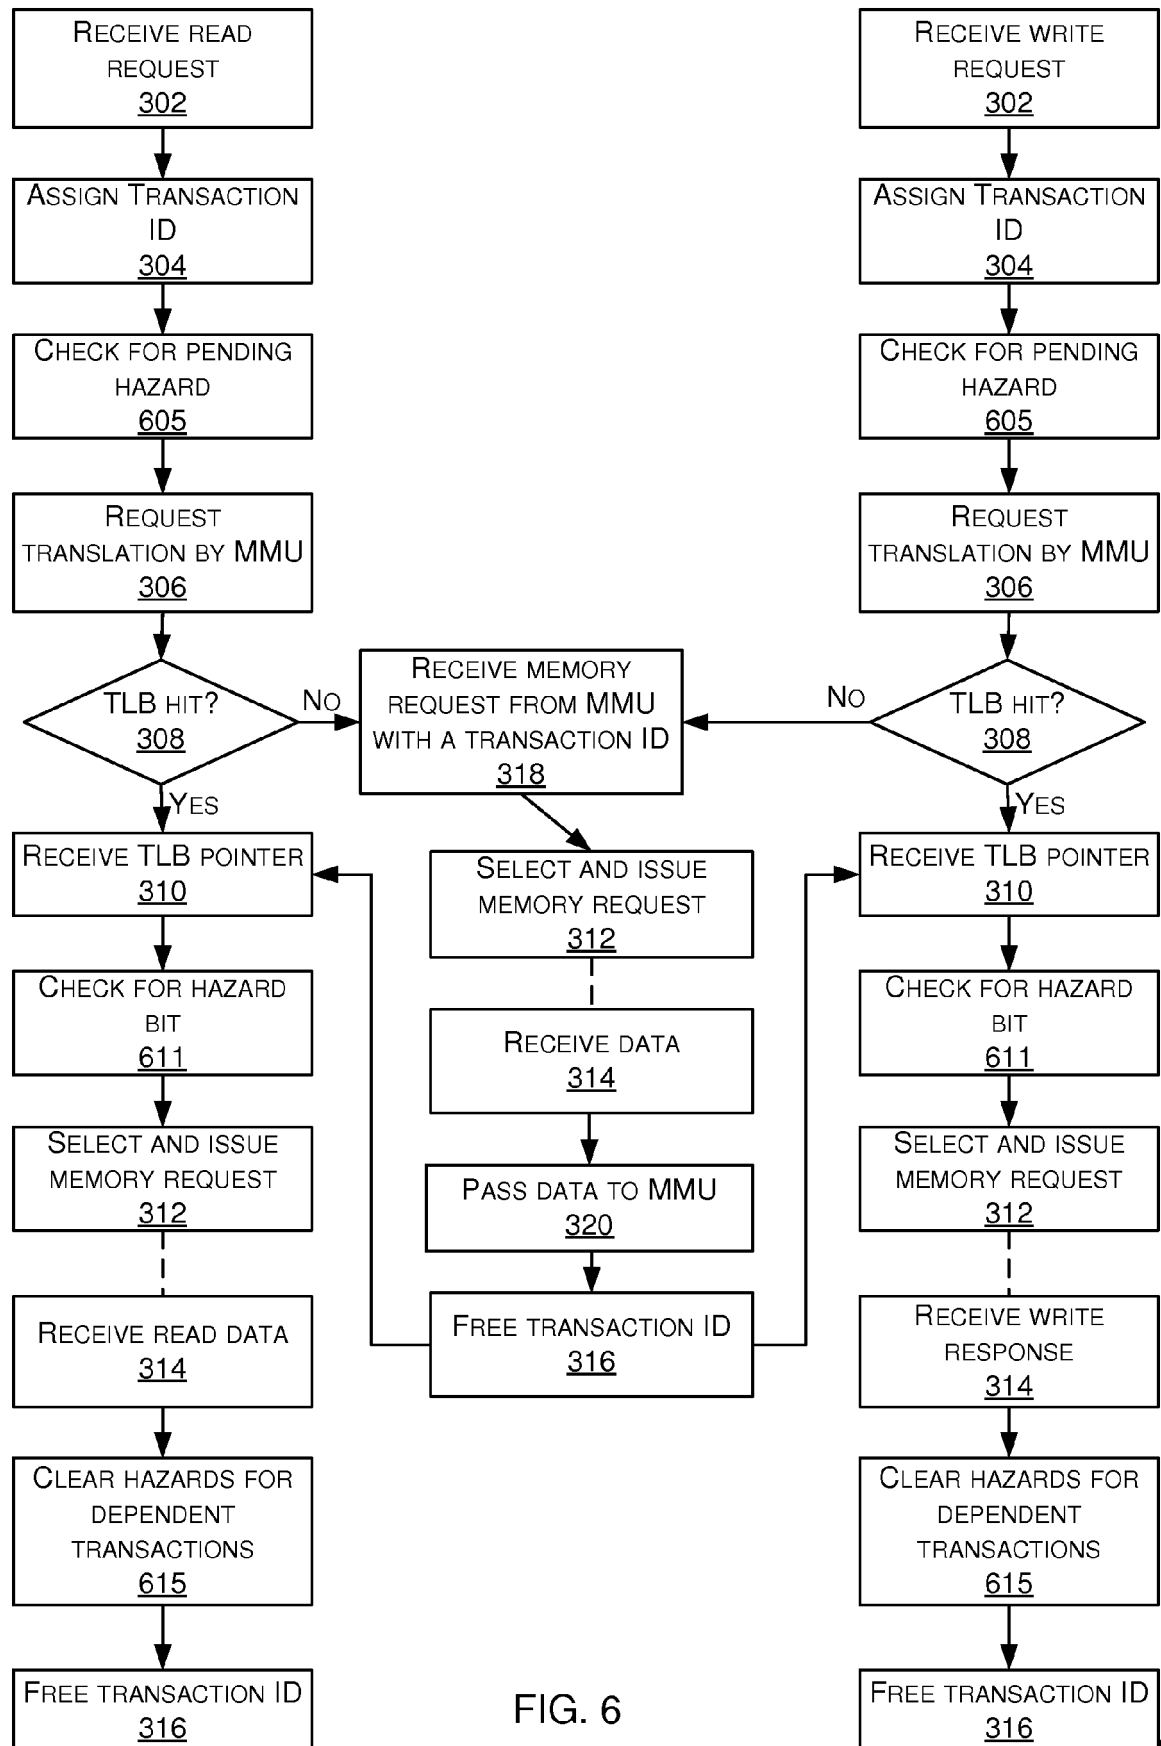 RECEIVE READ
REQUEST
302
ASSIGN TRANSACTION
ID
304
CHECK FOR PENDING
HAZARD
605
REQUEST
TRANSLATION BY MMU
306
TLB HIT?
308
NO
YES
RECEIVE TLB POINTER
310
CHECK FOR HAZARD
BIT
611
SELECT AND ISSUE
MEMORY REQUEST
312
RECEIVE READ DATA
314
CLEAR HAZARDS FOR
DEPENDENT
TRANSACTIONS
615
FREE TRANSACTION ID
316
RECEIVE MEMORY
REQUEST FROM MMU
WITH A TRANSACTION ID
318
SELECT AND ISSUE
MEMORY REQUEST
312
RECEIVE DATA
314
PASS DATA TO MMU
320
FREE TRANSACTION ID
316
RECEIVE WRITE
REQUEST
302
ASSIGN TRANSACTION
ID
304
CHECK FOR PENDING
HAZARD
605
REQUEST
TRANSLATION BY MMU
306
TLB HIT?
308
NO
YES
RECEIVE TLB POINTER
310
CHECK FOR HAZARD
BIT
611
SELECT AND ISSUE
MEMORY REQUEST
312
RECEIVE WRITE
RESPONSE
314
CLEAR HAZARDS FOR
DEPENDENT
TRANSACTIONS
615
FREE TRANSACTION ID
316
FIG. 6